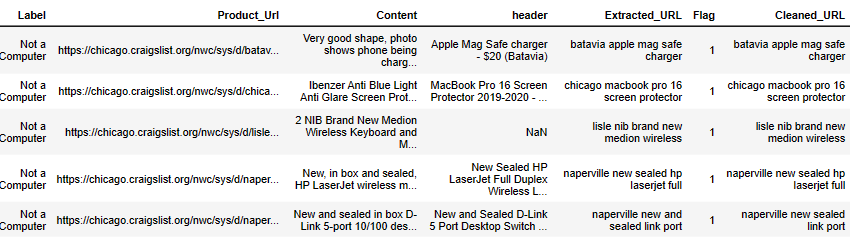 Label Product_Url Content header Extracted_URL Flag Cleaned_URL
Not a Computer https://chicago.craigslist.org/nwc/sys/d/batav... Very good shape, photo shows phone being charg... Apple Mag Safe charger - $20 (Batavia) batavia apple mag safe charger 1 batavia apple mag safe charger
Not a Computer https://chicago.craigslist.org/nwc/sys/d/chica... Ibenzer Anti Blue Light Anti Glare Screen Prot... MacBook Pro 16 Screen Protector 2019-2020 - ... chicago macbook pro 16 screen protector 1 chicago macbook pro 16 screen protector
Not a Computer https://chicago.craigslist.org/nwc/sys/d/lisle... 2 NIB Brand New Medion Wireless Keyboard and M... NaN lisle nib brand new medion wireless 1 lisle nib brand new medion wireless
Not a Computer https://chicago.craigslist.org/nwc/sys/d/naper... New, in box and sealed, HP LaserJet wireless m... New Sealed HP LaserJet Full Duplex Wireless L... naperville new sealed hp laserjet full 1 naperville new sealed hp laserjet full
Not a Computer https://chicago.craigslist.org/nwc/sys/d/naper... New and sealed in box D-Link 5-port 10/100 des... New and Sealed D-Link 5 Port Desktop Switch ... naperville new and sealed link port 1 naperville new sealed link port